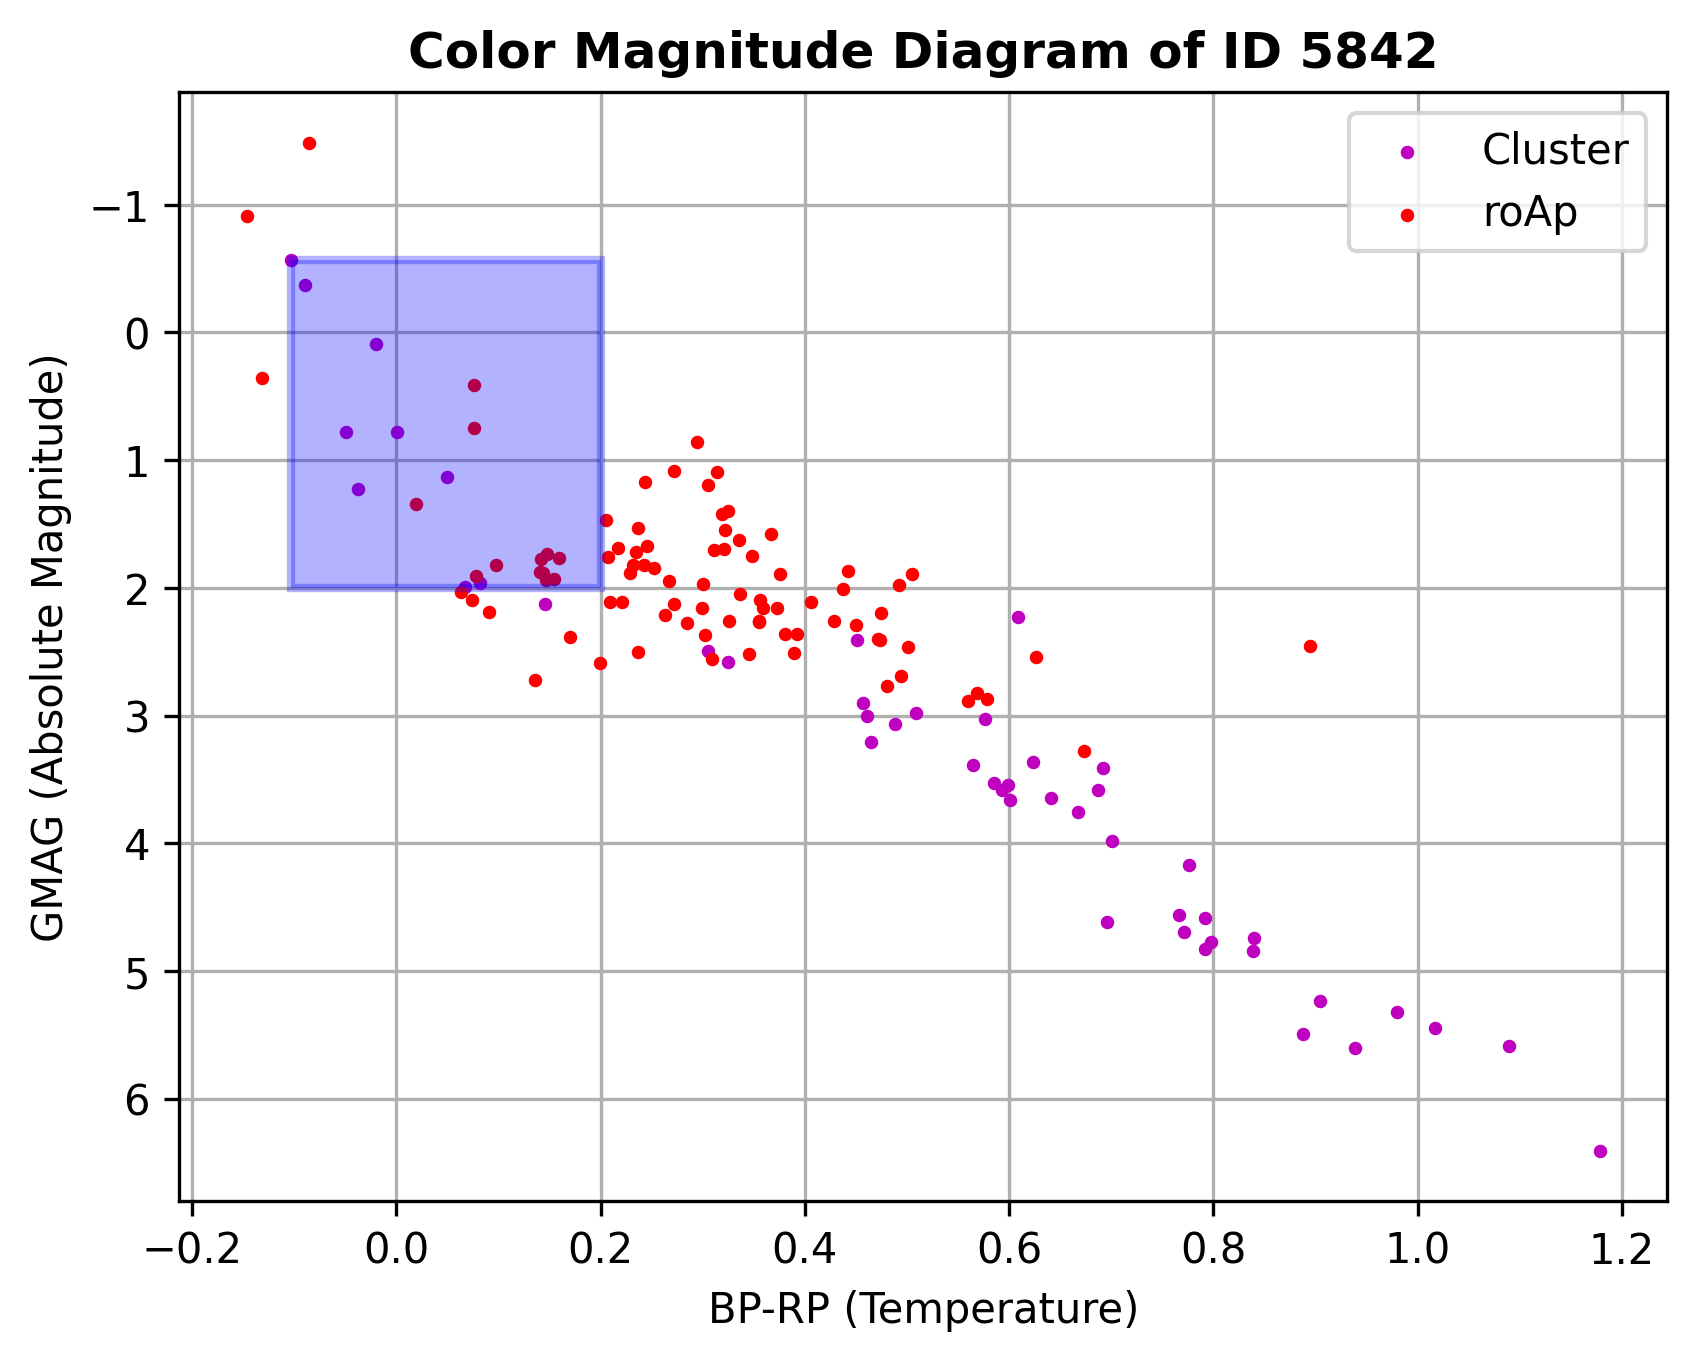 Color Magnitude Diagram of ID 5842
Cluster
roAp
GMAG (Absolute Magnitude)
−1
0
1
2
3
4
5
6
−0.2 0.0 0.2 0.4 0.6 0.8 1.0 1.2
BP-RP (Temperature)